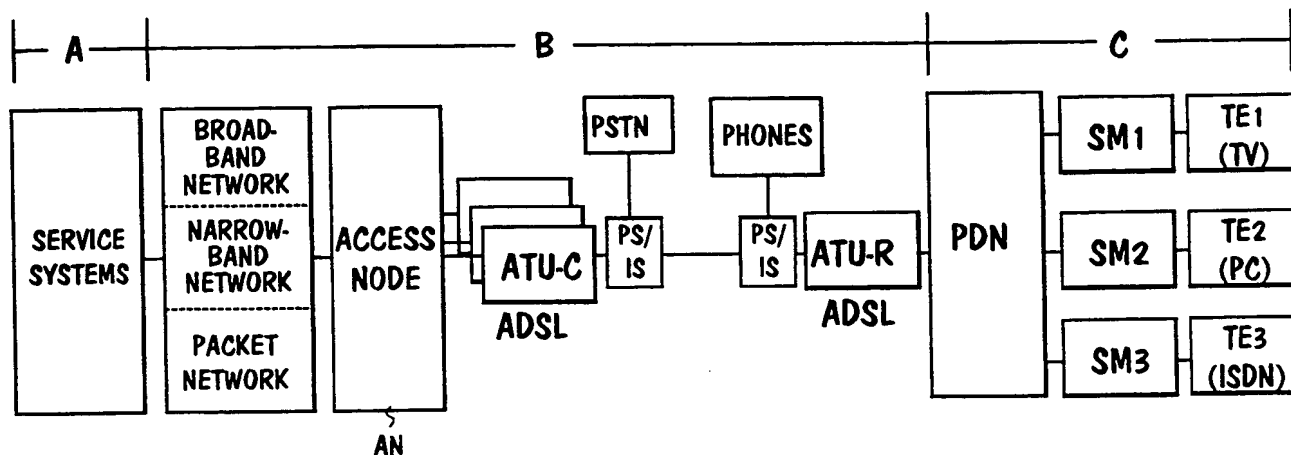 A
B
C
SERVICE
SYSTEMS
BROAD-
BAND
NETWORK
NARROW-
BAND
NETWORK
PACKET
NETWORK
ACCESS
NODE
AN
ATU-C
ADSL
PSTN
PS/
IS
PHONES
PS/
IS
ATU-R
ADSL
PDN
SM1
TE1
(TV)
SM2
TE2
(PC)
SM3
TE3
(ISDN)